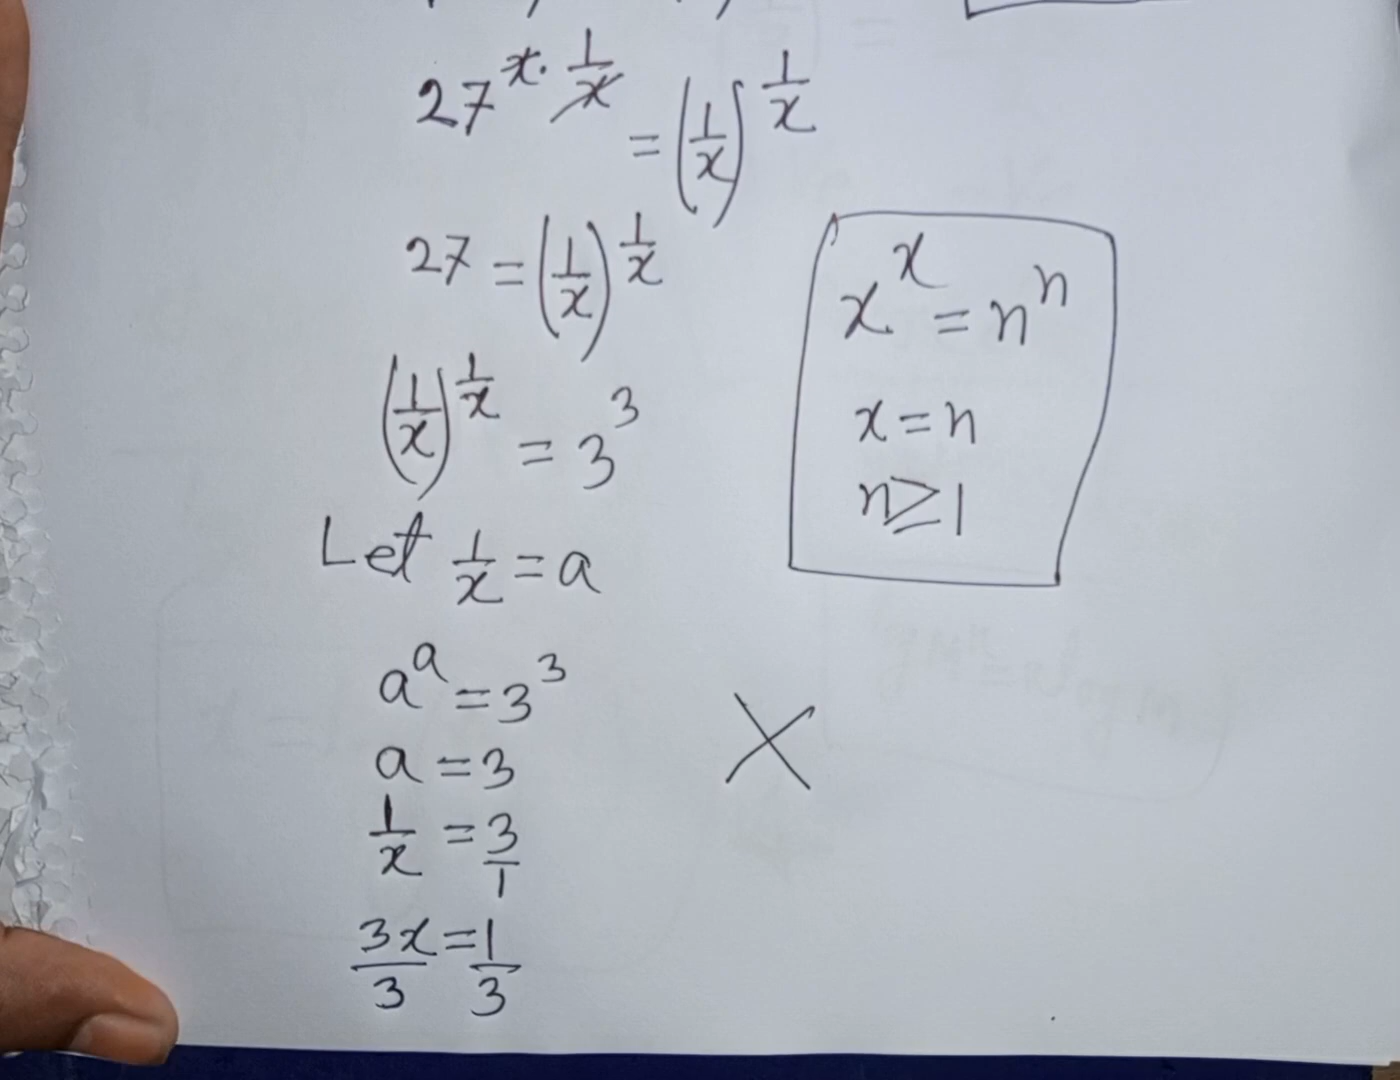 27^{x·1/x} = (1/x)^{1/x}
27 = (1/x)^{1/x}
(1/x)^{1/x} = 3^3
Let 1/x = a
a^a = 3^3
a = 3
1/x = 3/1
3x/3 = 1/3
x^x = n^n
x = n
n ≥ 1
X